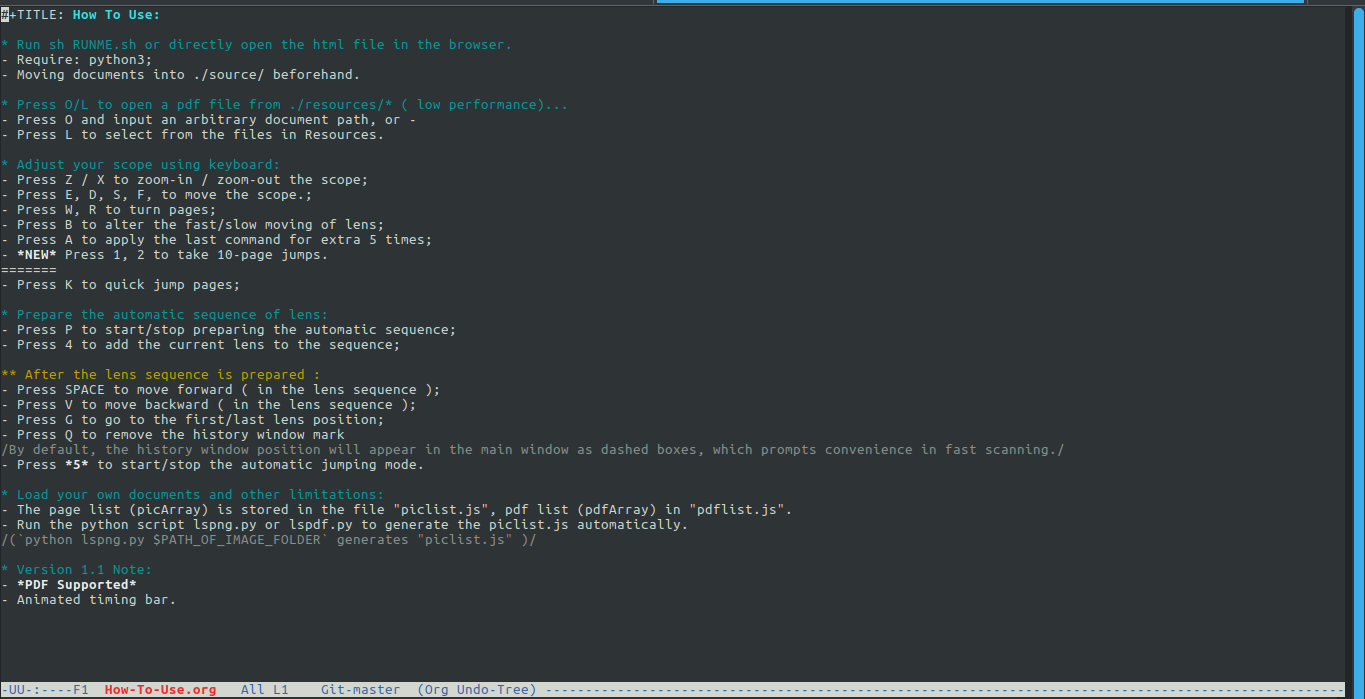 #+TITLE: How To Use:
* Run sh RUNME.sh or directly open the html file in the browser.
- Require: python3;
- Moving documents into ./source/ beforehand.
* Press O/L to open a pdf file from ./resources/* ( low performance)...
- Press O and input an arbitrary document path, or -
- Press L to select from the files in Resources.
* Adjust your scope using keyboard:
- Press Z / X to zoom-in / zoom-out the scope;
- Press E, D, S, F, to move the scope.;
- Press W, R to turn pages;
- Press B to alter the fast/slow moving of lens;
- Press A to apply the last command for extra 5 times;
- *NEW* Press 1, 2 to take 10-page jumps.
=======
- Press K to quick jump pages;
* Prepare the automatic sequence of lens:
- Press P to start/stop preparing the automatic sequence;
- Press 4 to add the current lens to the sequence;
** After the lens sequence is prepared :
- Press SPACE to move forward ( in the lens sequence );
- Press V to move backward ( in the lens sequence );
- Press G to go to the first/last lens position;
- Press Q to remove the history window mark
/By default, the history window position will appear in the main window as dashed boxes, which prompts convenience in fast scanning./
- Press *5* to start/stop the automatic jumping mode.
* Load your own documents and other limitations:
- The page list (picArray) is stored in the file "piclist.js", pdf list (pdfArray) in "pdflist.js".
- Run the python script lspng.py or lspdf.py to generate the piclist.js automatically.
/(`python lspng.py $PATH_OF_IMAGE_FOLDER` generates "piclist.js" )/
* Version 1.1 Note:
- *PDF Supported*
- Animated timing bar.
-UU-:----F1  How-To-Use.org   All L1    Git-master  (Org Undo-Tree) ----------------------------------------------------------------------------------------------------